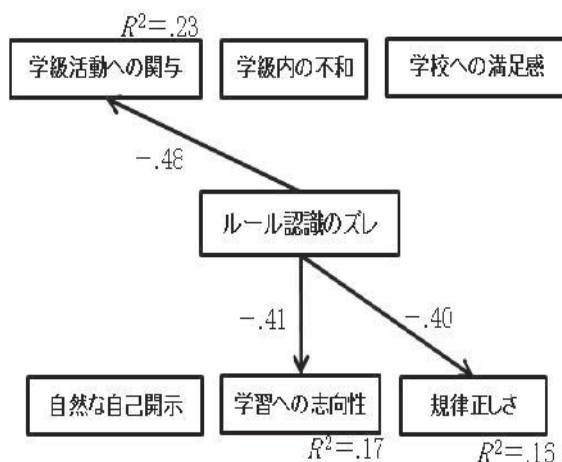 R²=.23
学級活動への関与
学級内の不和
学校への満足感
−.48
ルール認識のズレ
−.41
−.40
自然な自己開示
学習への志向性
規律正しさ
R²=.17
R²=.16